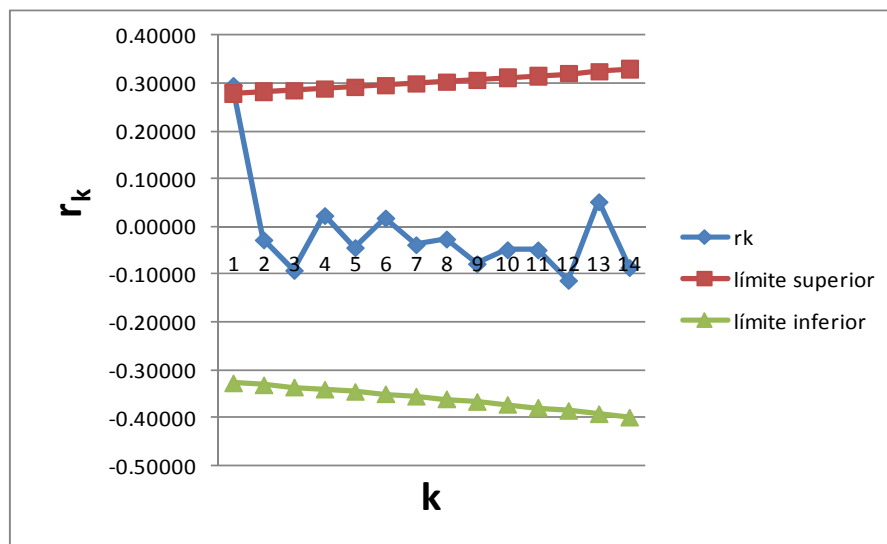 0.40000
0.30000
0.20000
0.10000
0.00000
-0.10000
-0.20000
-0.30000
-0.40000
-0.50000
rk
1 2 3 4 5 6 7 8 9 10 11 12 13 14
k
rk
límite superior
límite inferior